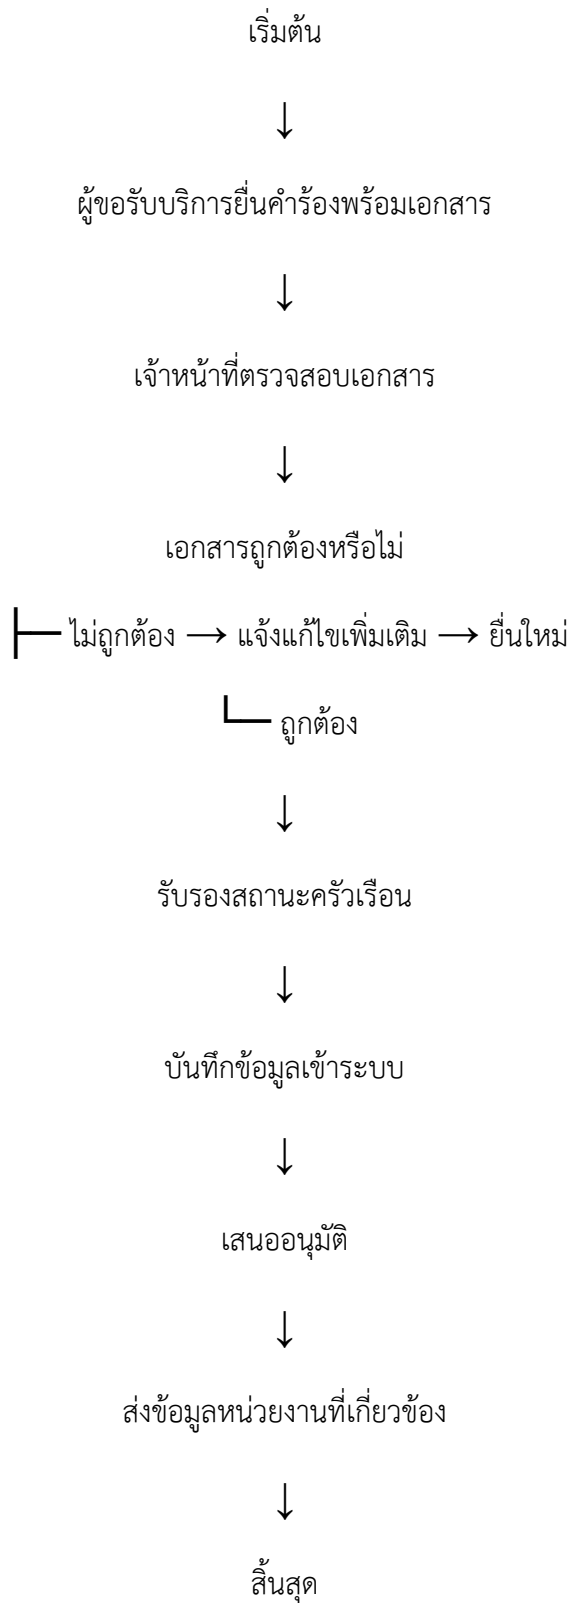 เริ่มต้น
↓
ผู้ขอรับบริการยื่นคำร้องพร้อมเอกสาร
↓
เจ้าหน้าที่ตรวจสอบเอกสาร
↓
เอกสารถูกต้องหรือไม่
├── ไม่ถูกต้อง → แจ้งแก้ไขเพิ่มเติม → ยื่นใหม่
└── ถูกต้อง
↓
รับรองสถานะครัวเรือน
↓
บันทึกข้อมูลเข้าระบบ
↓
เสนออนุมัติ
↓
ส่งข้อมูลหน่วยงานที่เกี่ยวข้อง
↓
สิ้นสุด